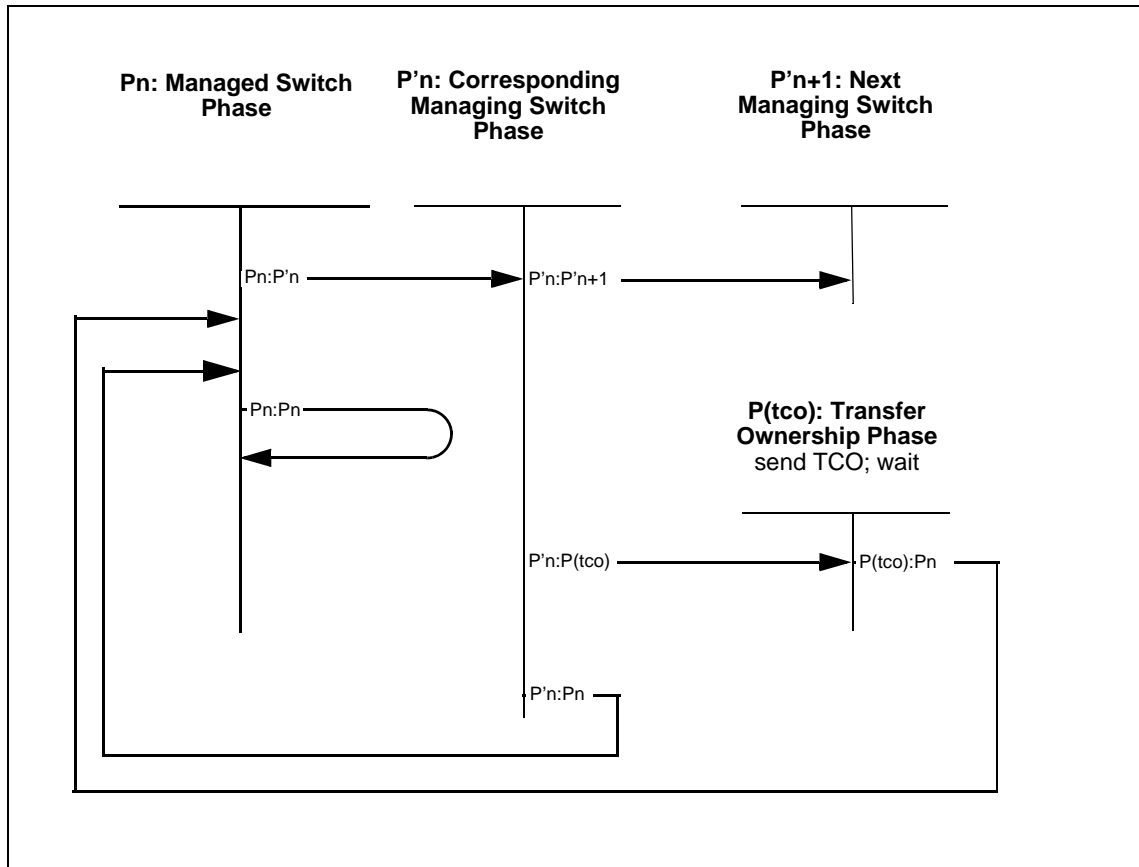 Pn: Managed Switch
Phase
P’n: Corresponding
Managing Switch
Phase
P’n+1: Next
Managing Switch
Phase
Pn:P’n
P’n:P’n+1
Pn:Pn
P(tco): Transfer
Ownership Phase
send TCO; wait
P’n:P(tco)
P(tco):Pn
P’n:Pn